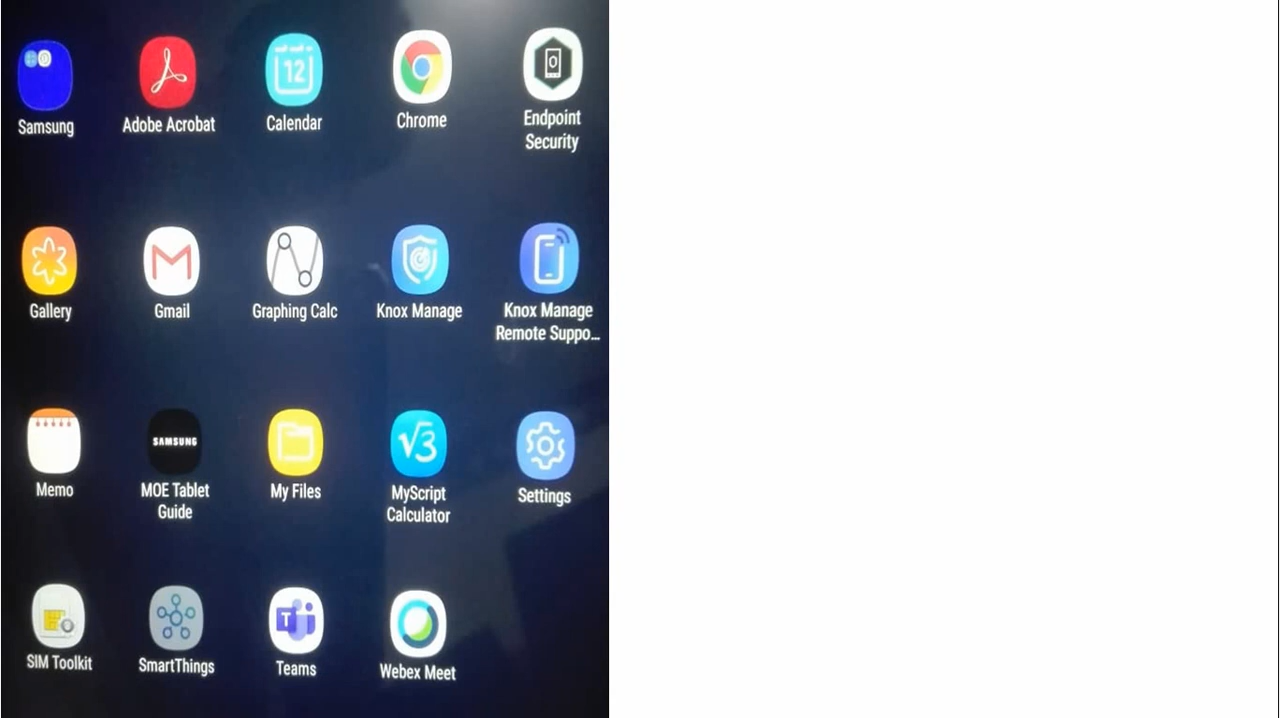 Samsung
Adobe Acrobat
12
Calendar
Chrome
Endpoint
Security
Gallery
Gmail
Graphing Calc
Knox Manage
Knox Manage
Remote Suppo…
Memo
SAMSUNG
MOE Tablet
Guide
My Files
√3
MyScript
Calculator
Settings
SIM Toolkit
SmartThings
T
Teams
Webex Meet